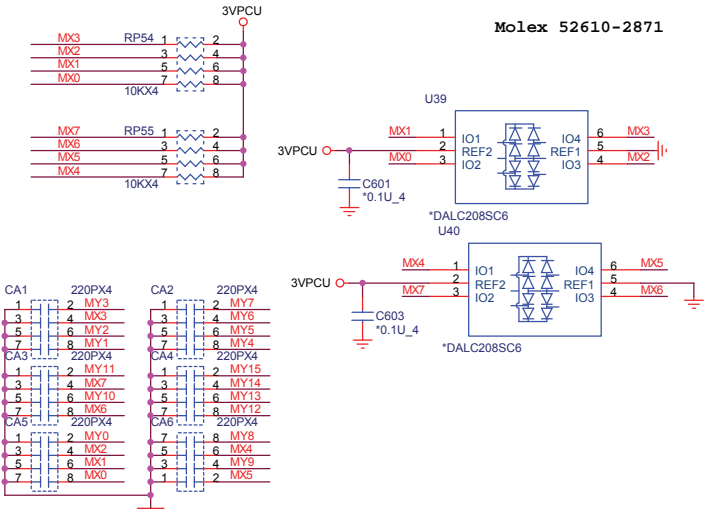 3VPCU
Molex 52610-2871
MX3 RP54 1 2
MX2 3 4
MX1 5 6
MX0 7 8
10KX4
MX7 RP55 1 2
MX6 3 4
MX5 5 6
MX4 7 8
10KX4
U39
MX1 1 IO1 IO4 6 MX3
3VPCU 2 REF2 REF1 5
MX0 3 IO2 IO3 4 MX2
C601
*0.1U_4
*DALC208SC6
U40
MX4 1 IO1 IO4 6 MX5
3VPCU 2 REF2 REF1 5
MX7 3 IO2 IO3 4 MX6
C603
*0.1U_4
*DALC208SC6
CA1 220PX4
1 2 MY3
3 4 MX3
5 6 MY2
7 8 MY1
CA3 220PX4
1 2 MY11
3 4 MX7
5 6 MY10
7 8 MX6
CA5 220PX4
1 2 MY0
3 4 MX2
5 6 MX1
7 8 MX0
CA2 220PX4
1 2 MY7
3 4 MY6
5 6 MY5
7 8 MY4
CA4 220PX4
1 2 MY15
3 4 MY14
5 6 MY13
7 8 MY12
CA6 220PX4
7 8 MY8
5 6 MX4
3 4 MY9
1 2 MX5